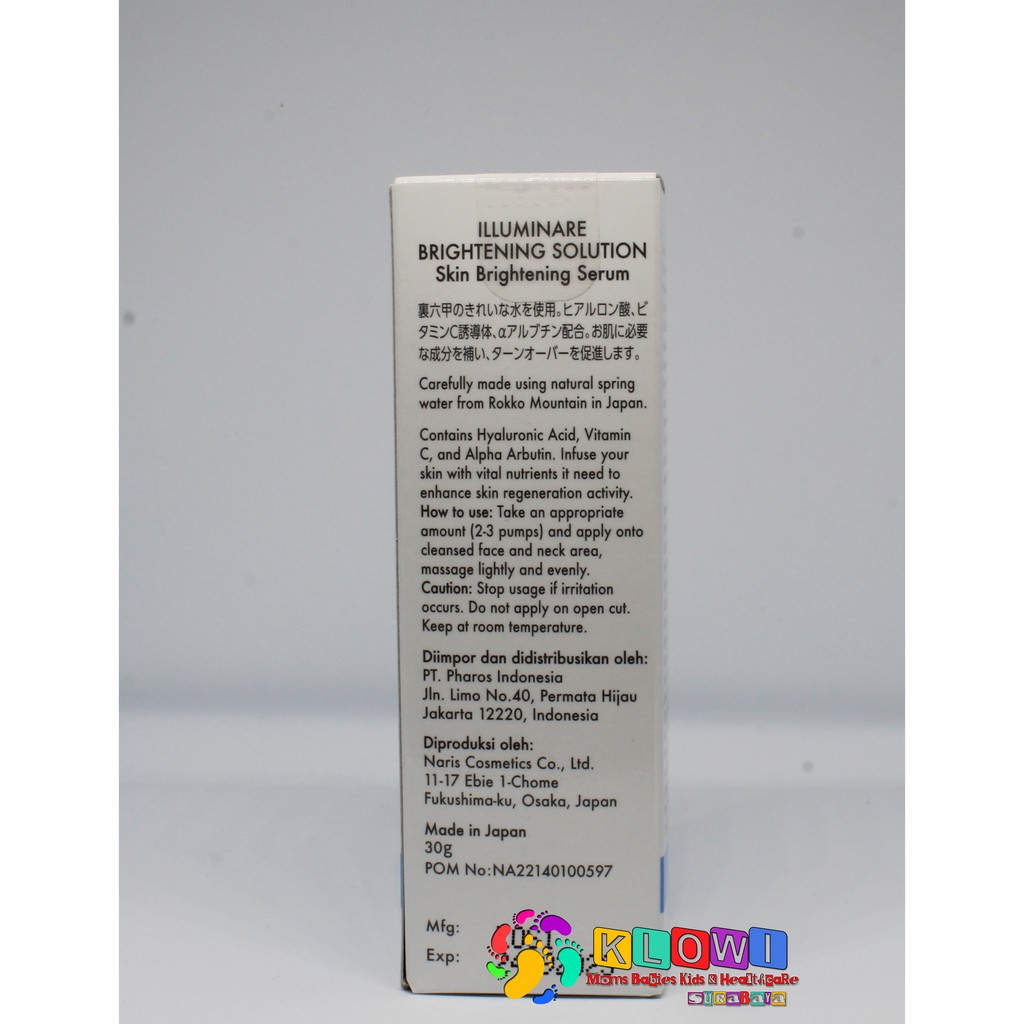 ILLUMINARE
BRIGHTENING SOLUTION
Skin Brightening Serum
裏六甲のきれいな水を使用。ヒアルロン酸、ビ
タミンC誘導体、αアルブチン配合。お肌に必要
な成分を補い、ターンオーバーを促進します。
Carefully made using natural spring
water from Rokko Mountain in Japan.
Contains Hyaluronic Acid, Vitamin
C, and Alpha Arbutin. Infuse your
skin with vital nutrients it need to
enhance skin regeneration activity.
How to use: Take an appropriate
amount (2-3 pumps) and apply onto
cleansed face and neck area,
massage lightly and evenly.
Caution: Stop usage if irritation
occurs. Do not apply on open cut.
Keep at room temperature.
Diimpor dan didistribusikan oleh:
PT. Pharos Indonesia
Jln. Limo No.40, Permata Hijau
Jakarta 12220, Indonesia
Diproduksi oleh:
Naris Cosmetics Co., Ltd.
11-17 Ebie 1-Chome
Fukushima-ku, Osaka, Japan
Made in Japan
30g
POM No:NA22140100597
Mfg:
Exp:
KLOWI
Moms Babies Kids & HealthCaRe
SURABAYA